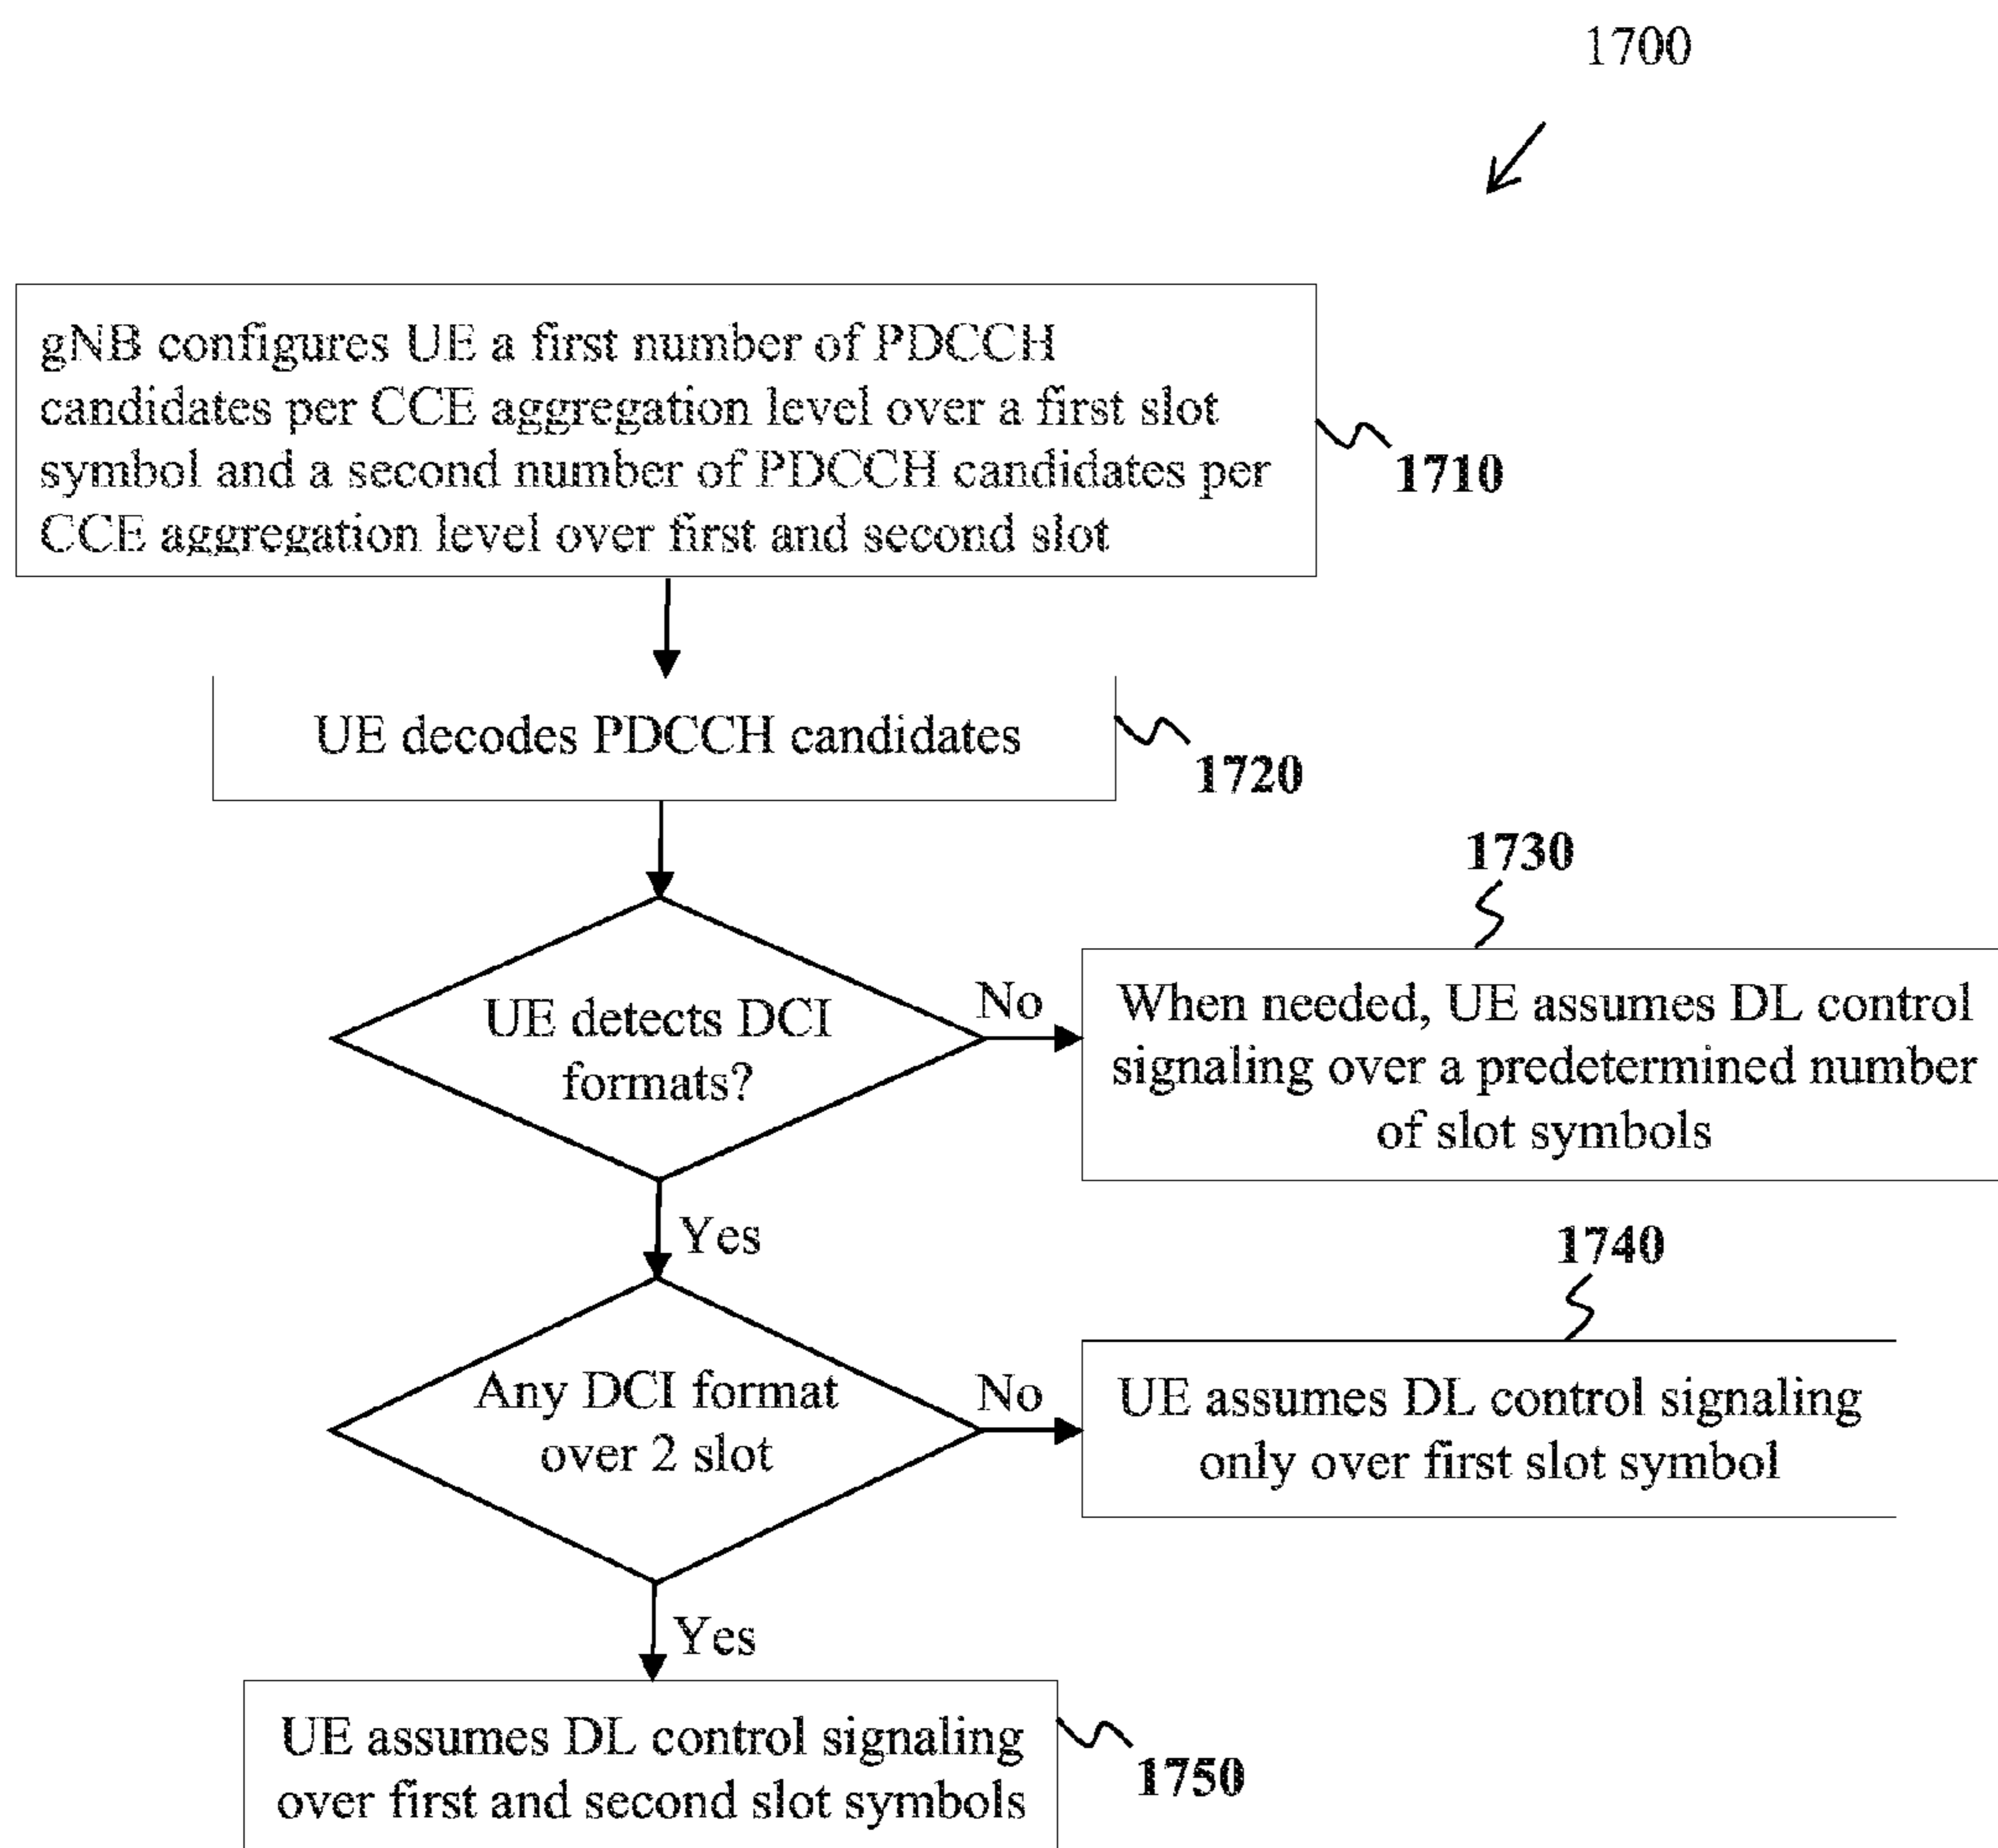 1700
gNB configures UE a first number of PDCCH
candidates per CCE aggregation level over a first slot
symbol and a second number of PDCCH candidates per
CCE aggregation level over first and second slot
1710
UE decodes PDCCH candidates
1720
1730
UE detects DCI
formats?
No
When needed, UE assumes DL control
signaling over a predetermined number
of slot symbols
Yes
1740
Any DCI format
over 2 slot
No
UE assumes DL control signaling
only over first slot symbol
Yes
UE assumes DL control signaling
over first and second slot symbols
1750